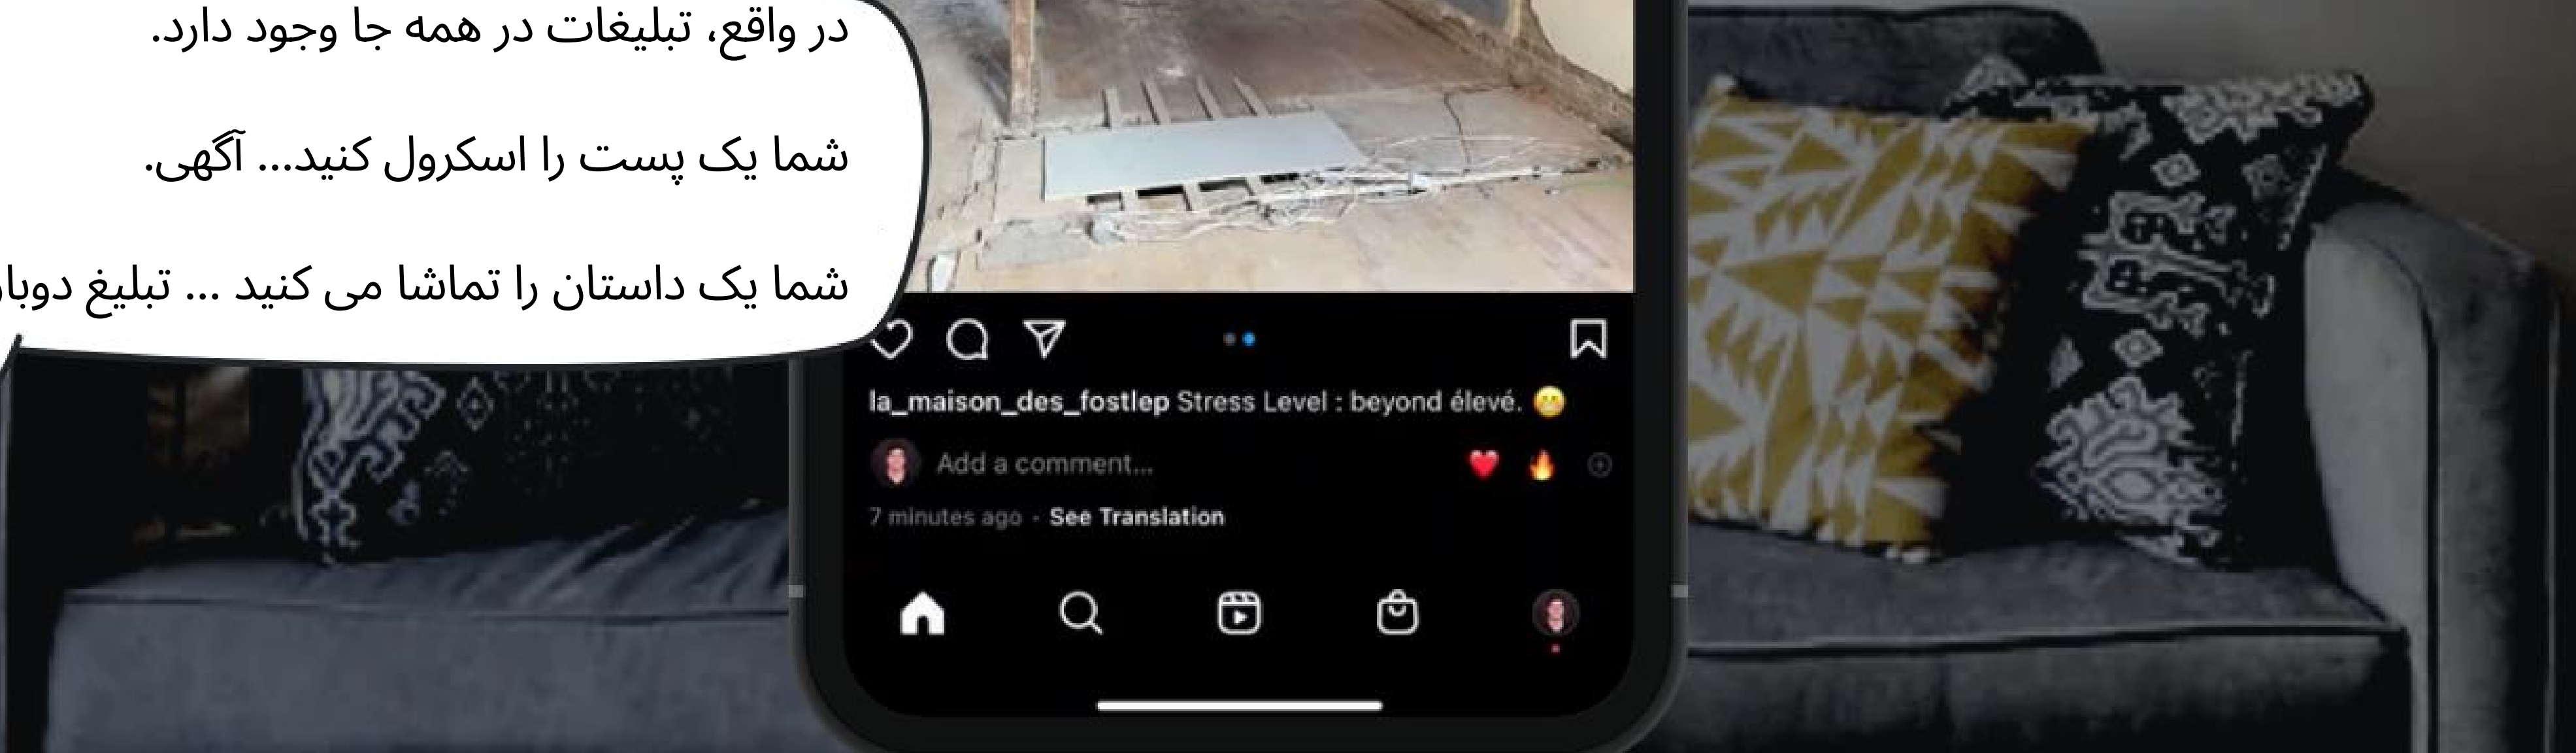 در واقع، تبلیغات در همه جا وجود دارد.
شما یک پست را اسکرول کنید... آگهی.
شما یک داستان را تماشا می کنید ... تبلیغ
la_maison_des_fostlep Stress Level : beyond élevé. 😁
Add a comment...
7 minutes ago · See Translation